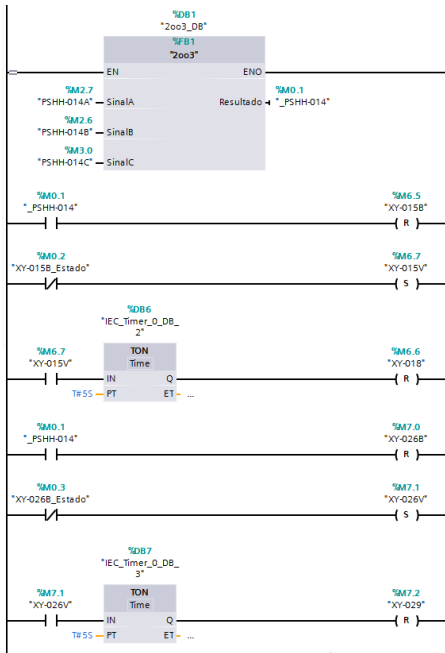 %DB1
"2oo3_DB"
%FB1
"2oo3"
EN ENO
%M2.7 %M0.1
"PSHH-014A" SinalA Resultado "_PSHH-014"
%M2.6
"PSHH-014B" SinalB
%M3.0
"PSHH-014C" SinalC
%M0.1 %M6.5
"_PSHH-014" "XY-015B"
R
%M0.2 %M6.7
"XY-015B_Estado" "XY-015V"
S
%DB6
"IEC_Timer_0_DB_
2"
TON
%M6.7 Time %M6.6
"XY-015V" "XY-018"
IN Q R
T#5S PT ET ...
%M0.1 %M7.0
"_PSHH-014" "XY-026B"
R
%M0.3 %M7.1
"XY-026B_Estado" "XY-026V"
S
%DB7
"IEC_Timer_0_DB_
3"
TON
%M7.1 Time %M7.2
"XY-026V" "XY-029"
IN Q R
T#5S PT ET ...